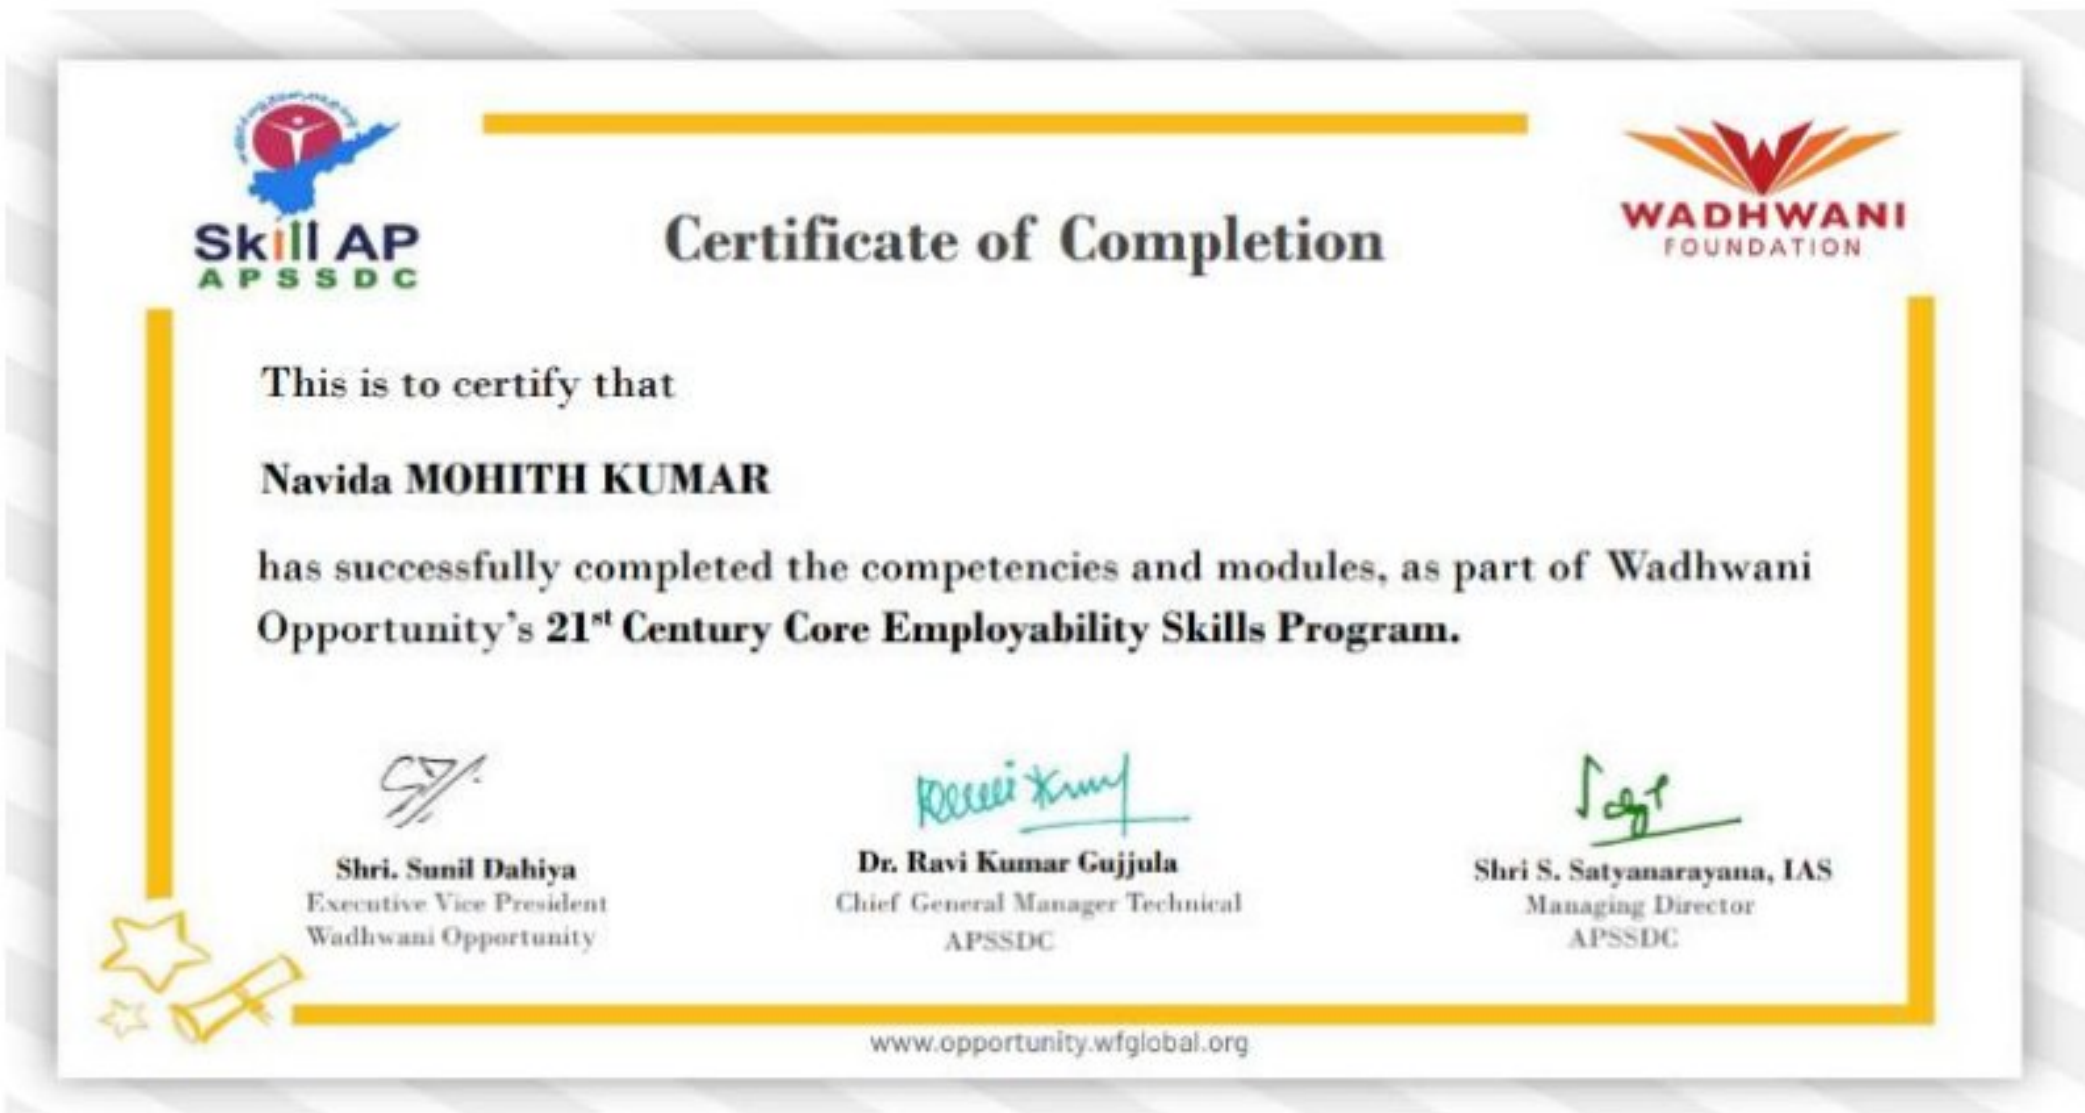 Skill AP
APSSDC
WADHWANI
FOUNDATION
Certificate of Completion
This is to certify that
Navida MOHITH KUMAR
has successfully completed the competencies and modules, as part of Wadhwani
Opportunity's 21st Century Core Employability Skills Program.
Shri. Sunil Dahiya
Executive Vice President
Wadhwani Opportunity
Dr. Ravi Kumar Gujjula
Chief General Manager Technical
APSSDC
Shri S. Satyanarayana, IAS
Managing Director
APSSDC
www.opportunity.wfglobal.org